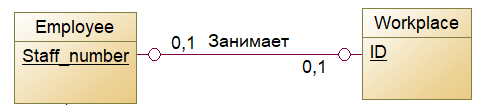 Employee
Staff_number
0,1
Занимает
0,1
Workplace
ID